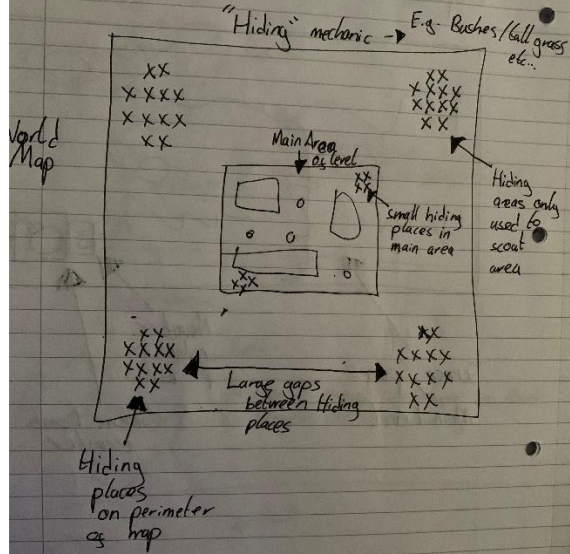 "Hiding" mechanic → E.g. Bushes/tall grass
etc...
World
Map
Main Area
of level
small hiding
places in
main area
Hiding
areas only
used to
scout
area
Large gaps
between Hiding
places
Hiding
places
on perimeter
of map